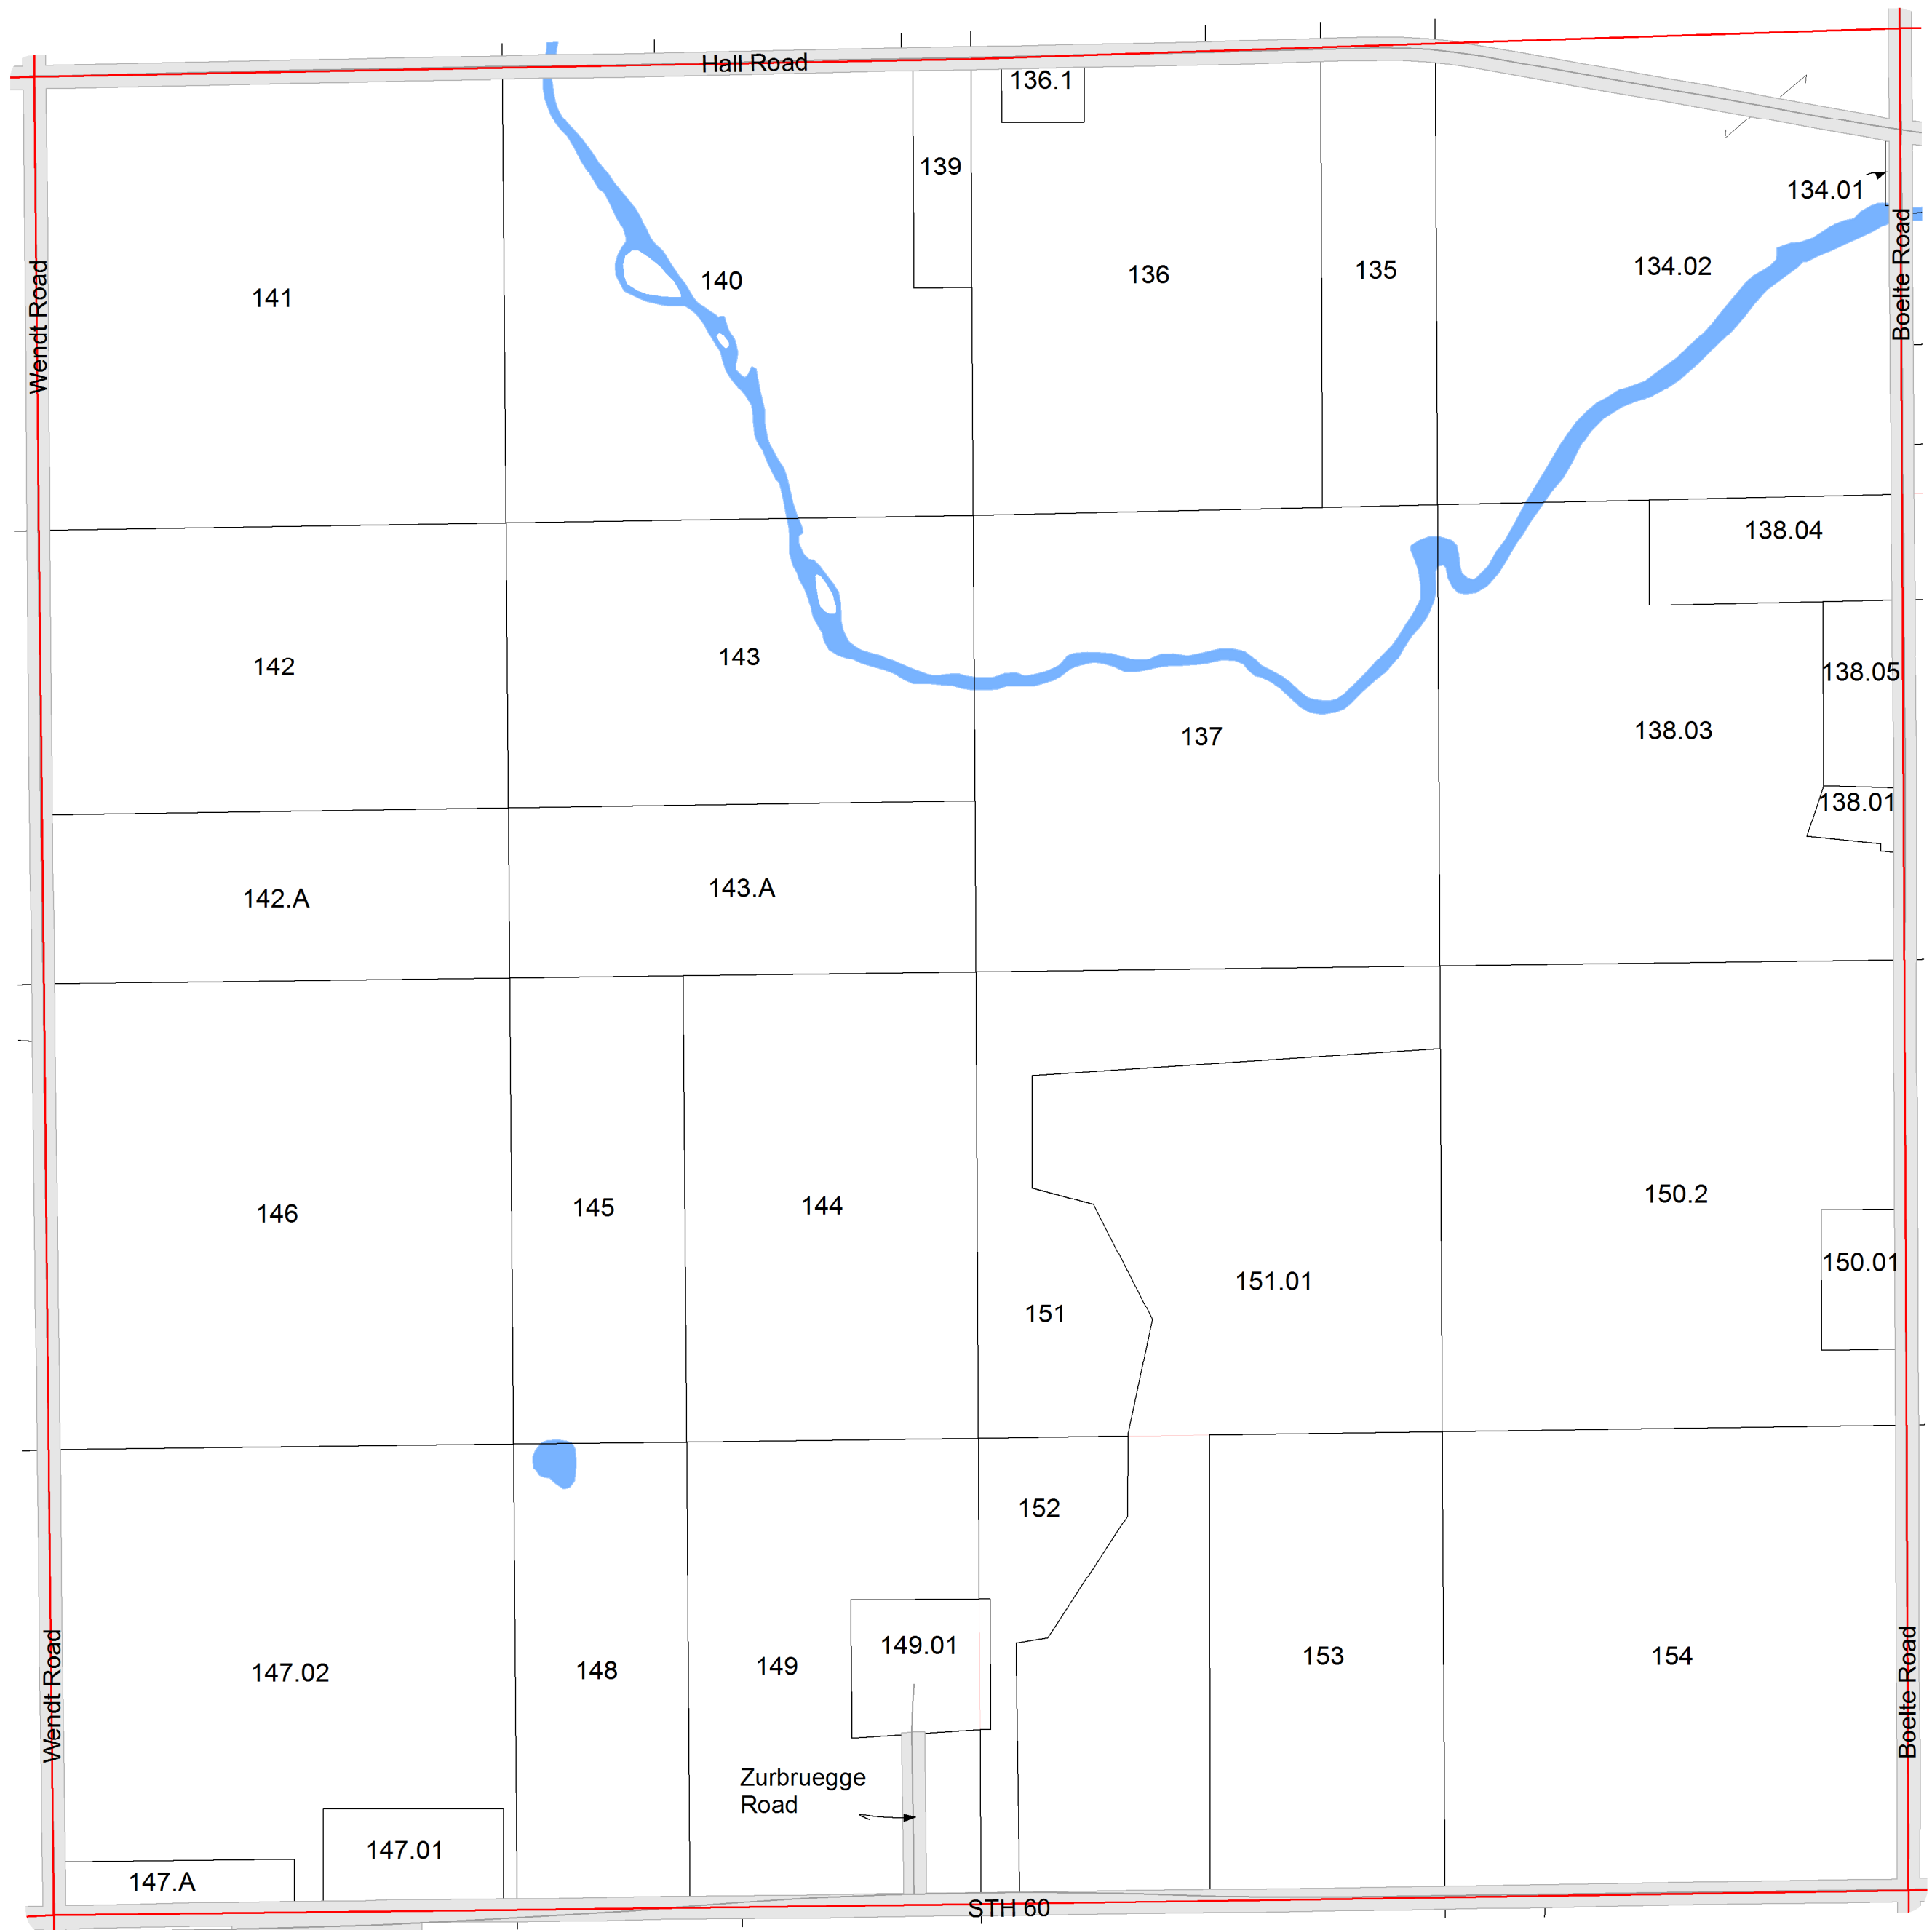 Hall Road
136.1
139
134.01
141
140
136
135
134.02
Wendt Road
Boelte Road
138.04
142
143
138.05
137
138.03
138.01
142.A
143.A
146
145
144
150.2
151
151.01
150.01
152
147.02
148
149
149.01
153
154
Wendt Road
Boelte Road
Zurbruegge
Road
147.01
147.A
STH 60